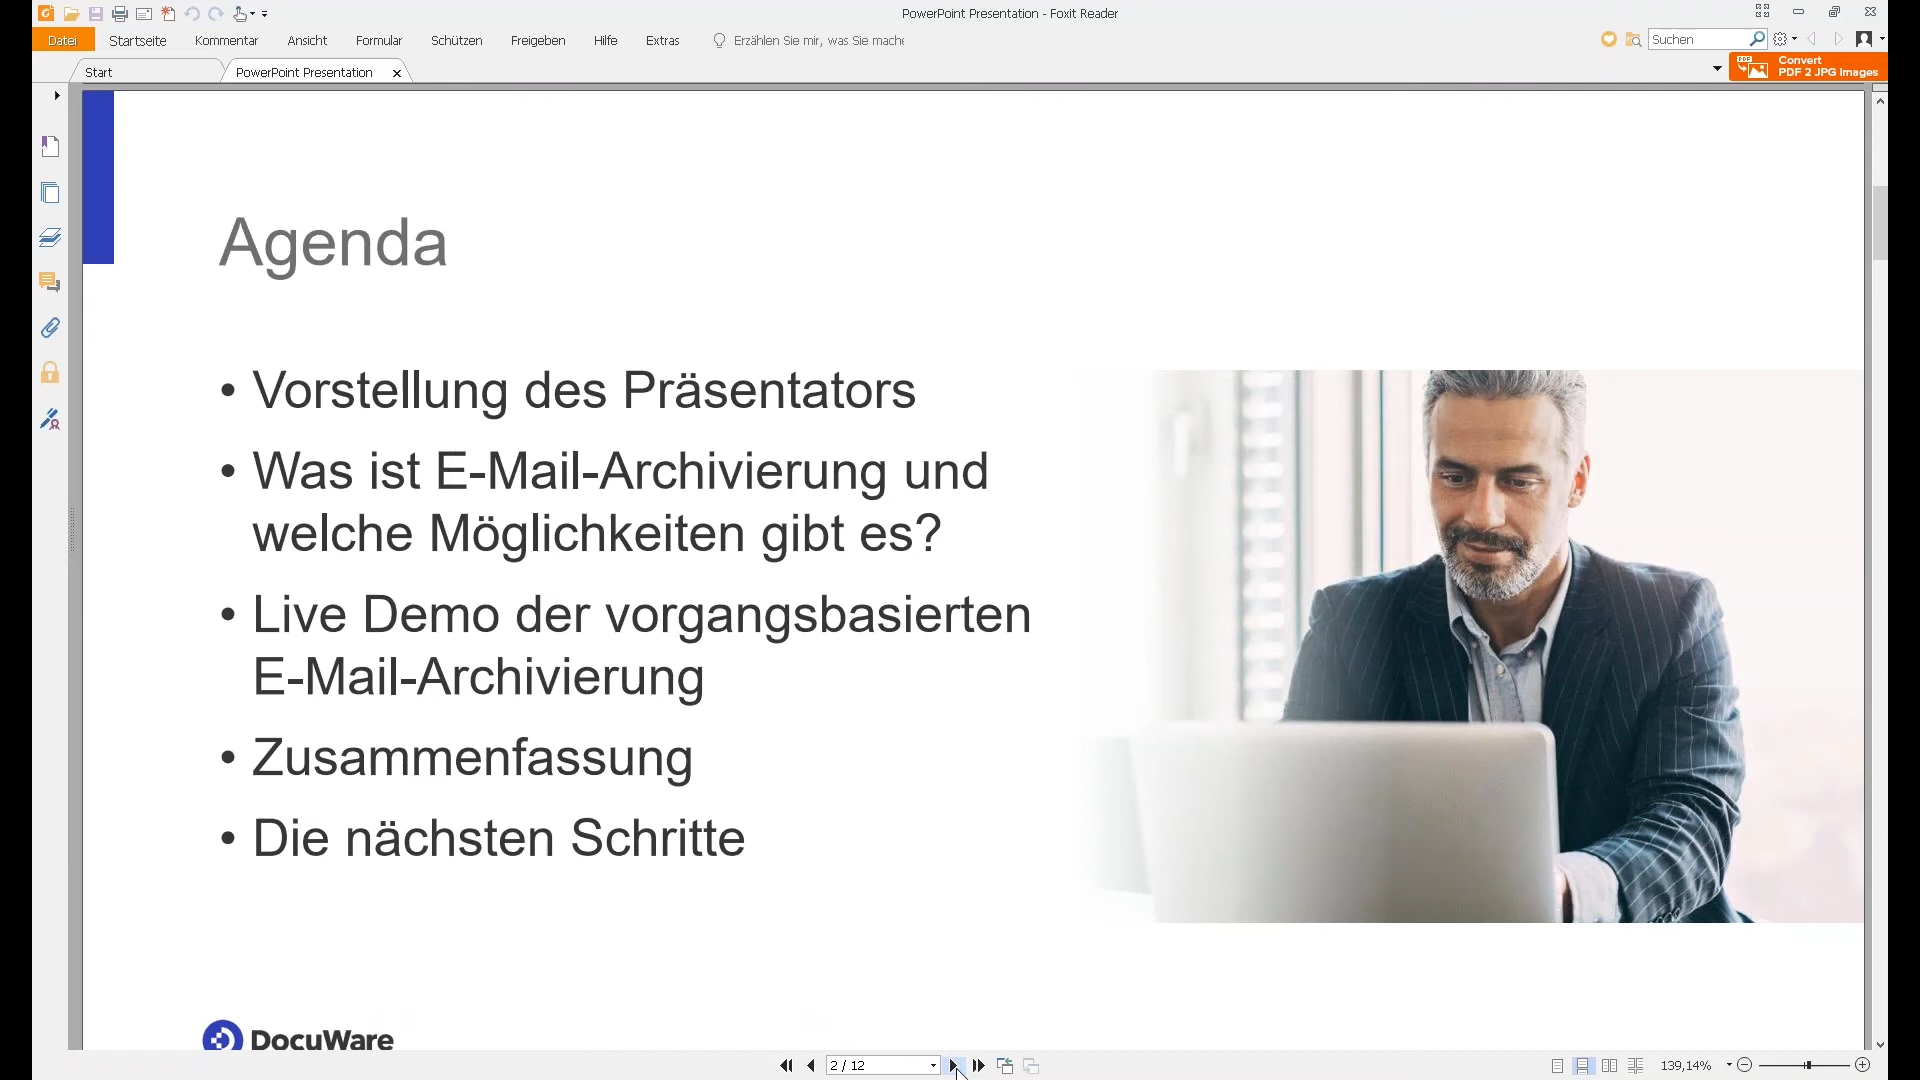 PowerPoint Presentation - Foxit Reader
Datei Startseite Kommentar Ansicht Formular Schützen Freigeben Hilfe Extras Erzählen Sie mir, was Sie mache Suchen
Start PowerPoint Presentation
PDF Convert
PDF 2 JPG Images
Agenda
• Vorstellung des Präsentators
• Was ist E-Mail-Archivierung und
welche Möglichkeiten gibt es?
• Live Demo der vorgangsbasierten
E-Mail-Archivierung
• Zusammenfassung
• Die nächsten Schritte
DocuWare
2 / 12 139,14%